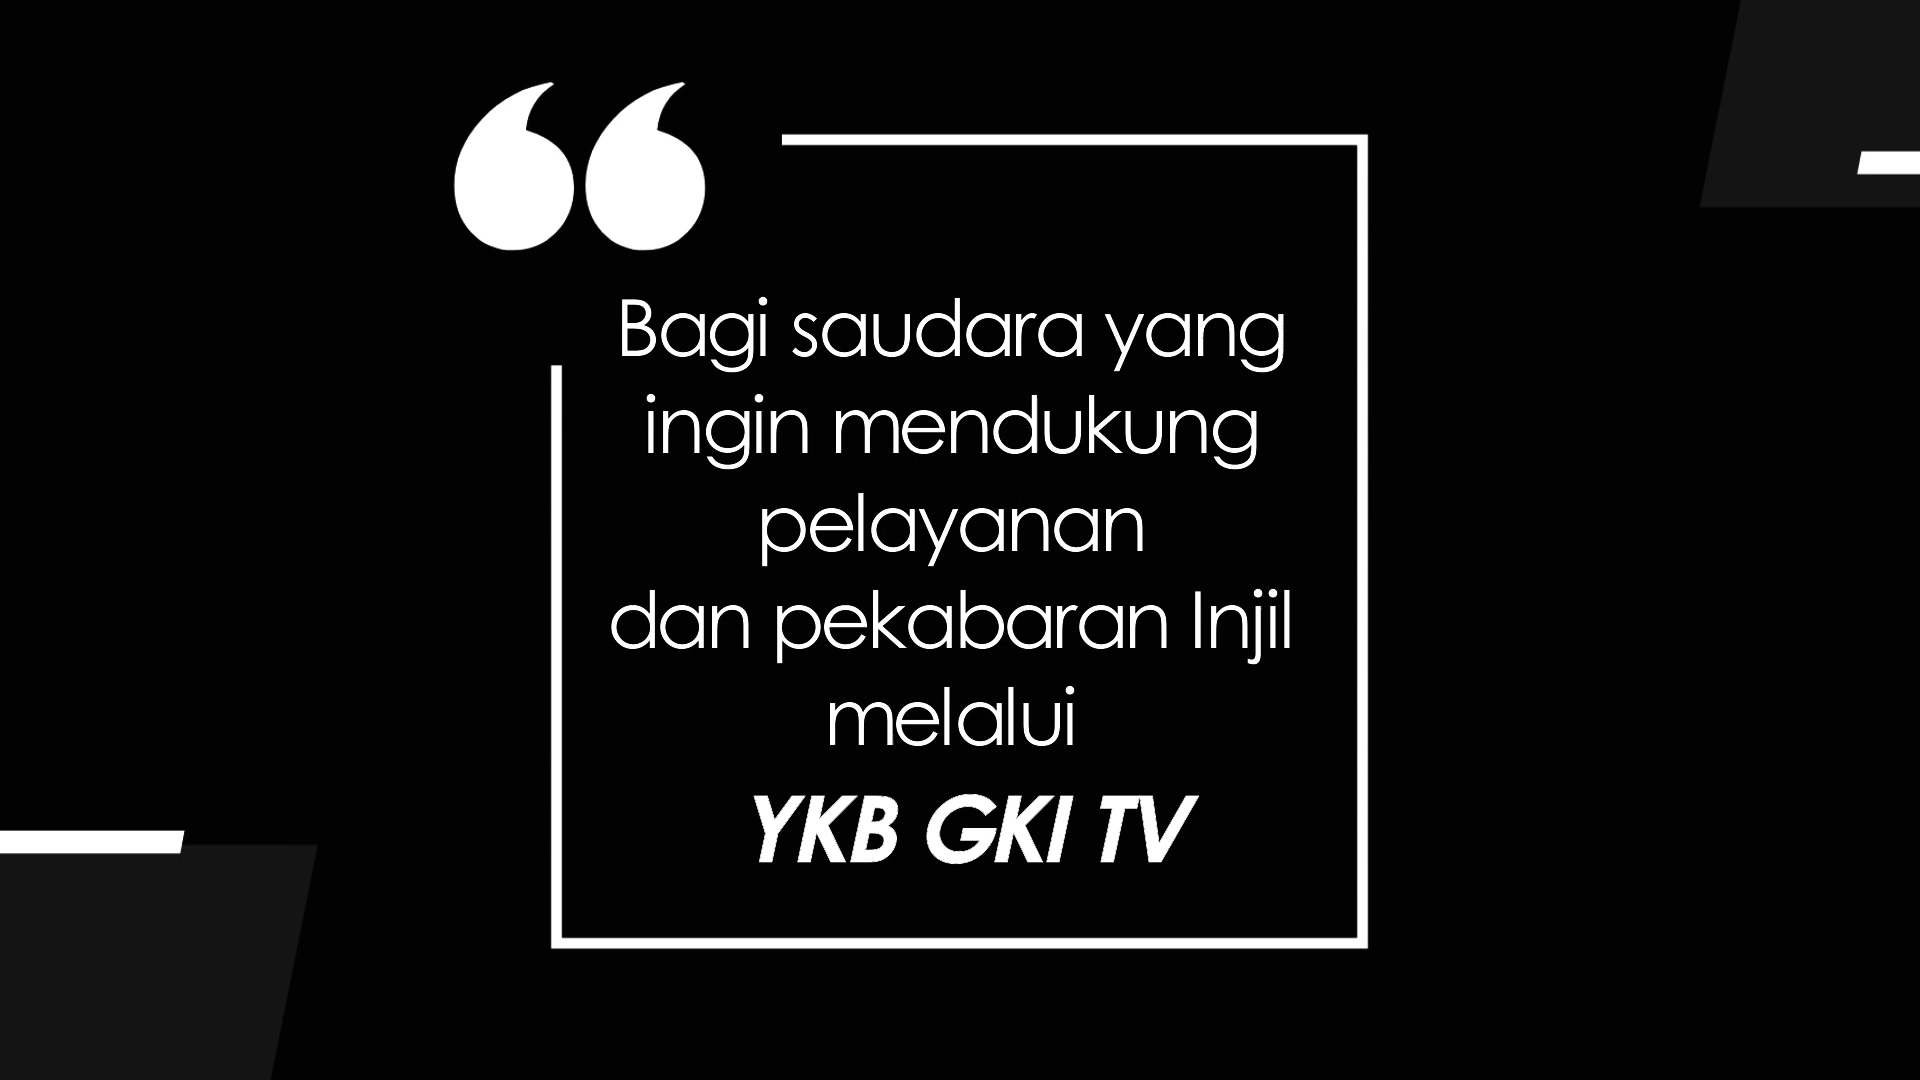 Bagi saudara yang
ingin mendukung
pelayanan
dan pekabaran Injil
melalui
YKB GKI TV